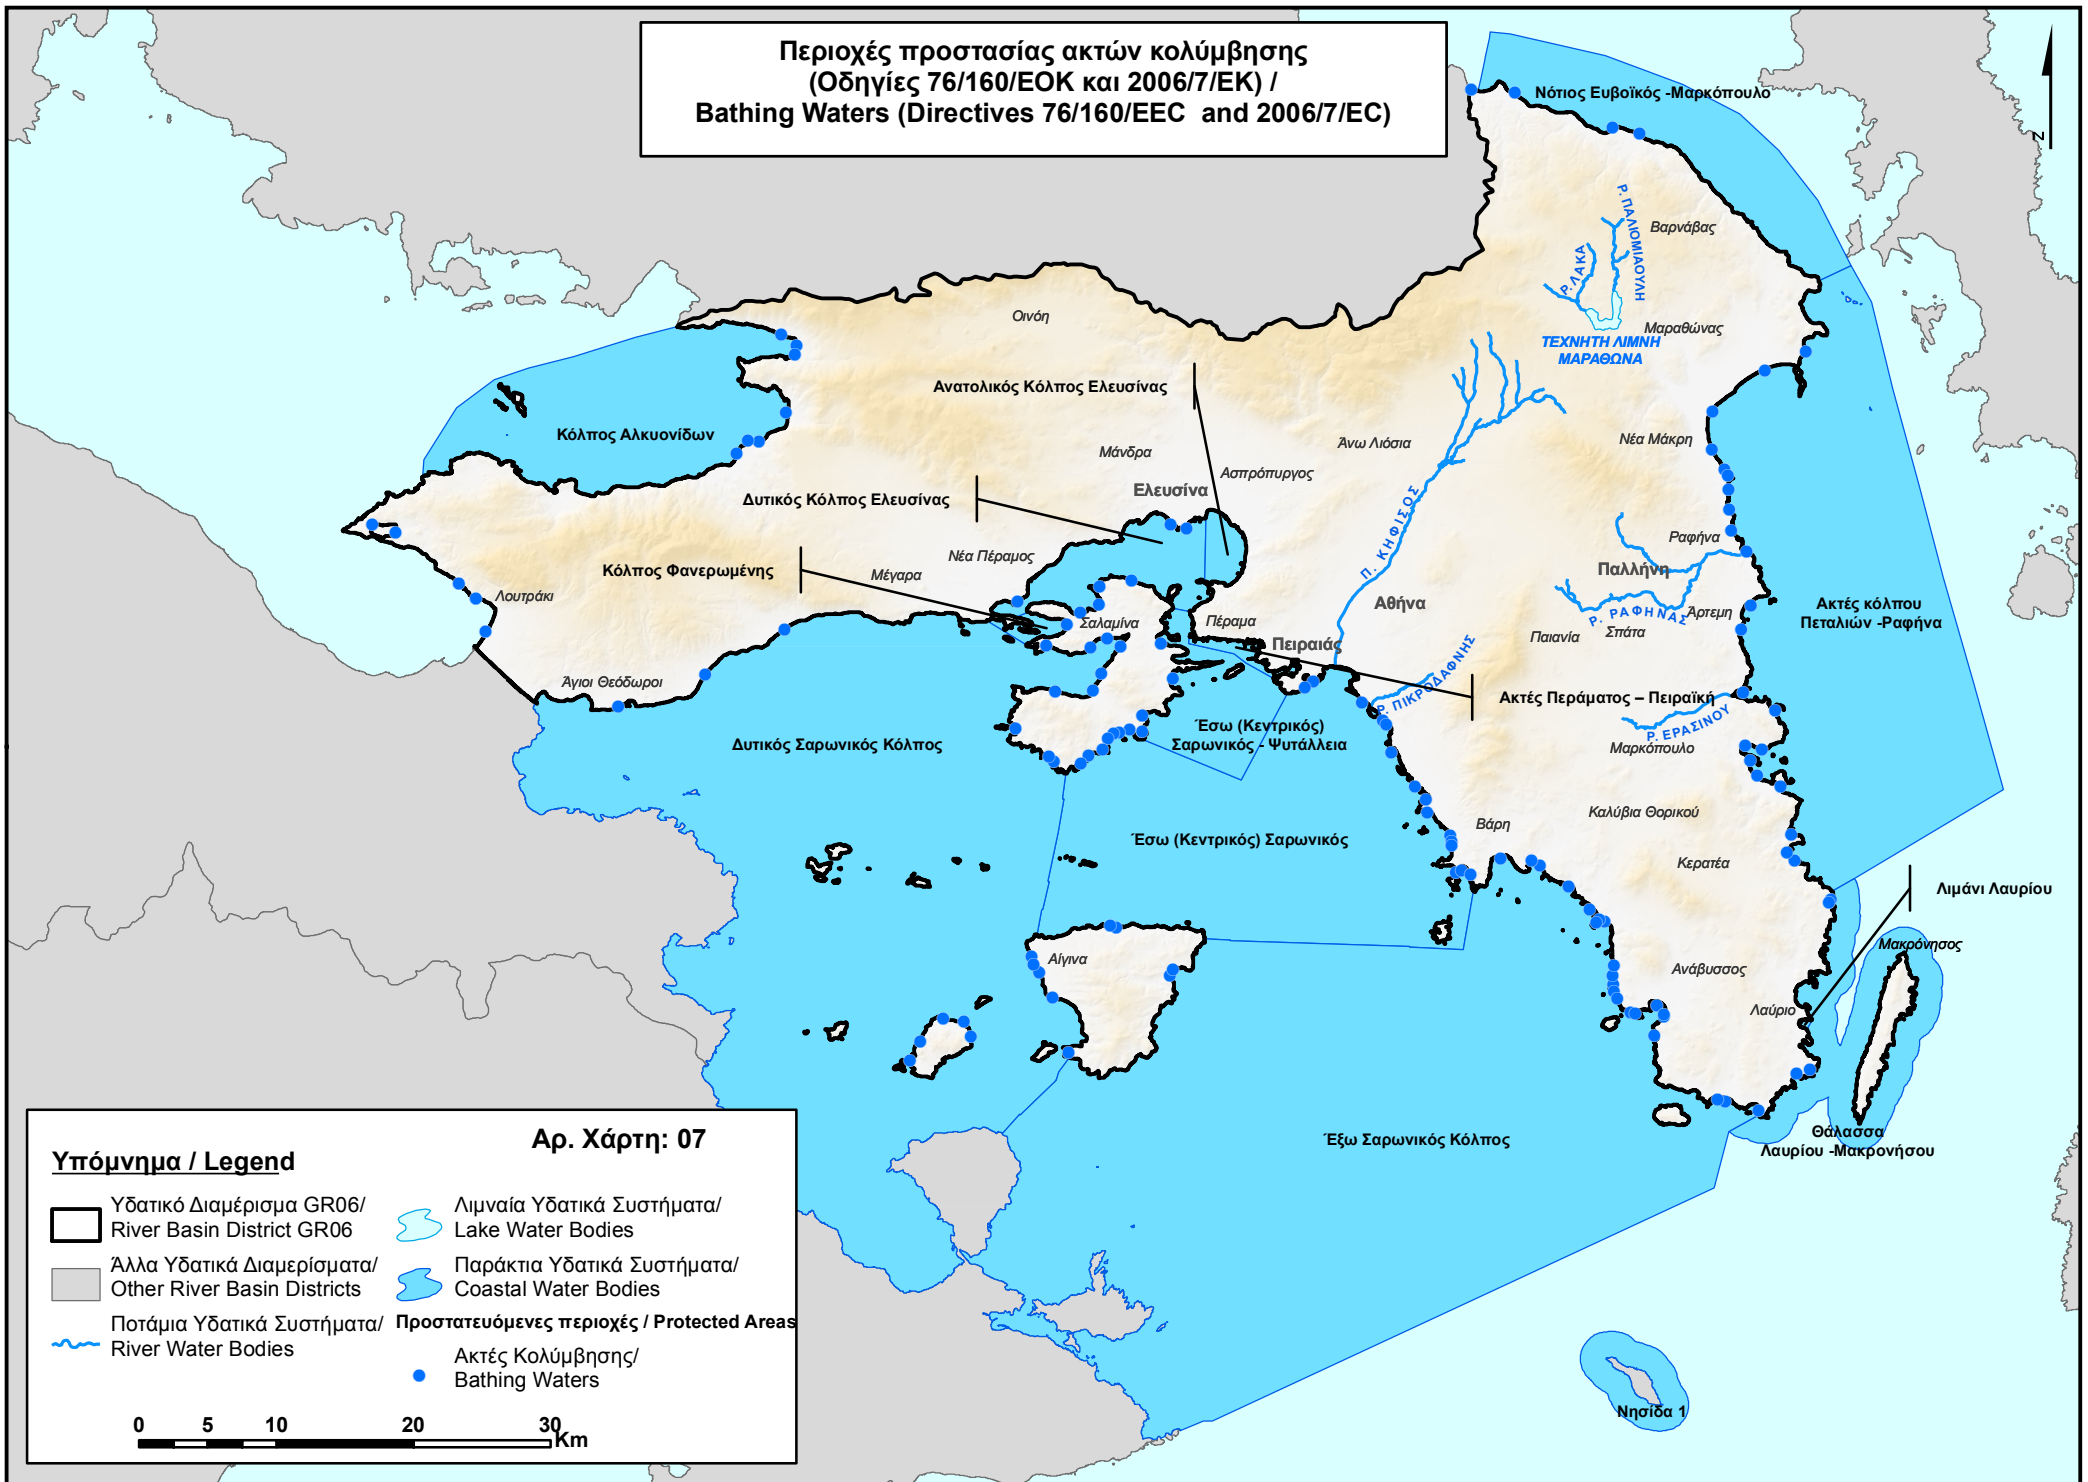 Περιοχές προστασίας ακτών κολύμβησης
(Οδηγίες 76/160/ΕΟΚ και 2006/7/ΕΚ) /
Bathing Waters (Directives 76/160/EEC and 2006/7/EC)
Νότιος Ευβοϊκός -Μαρκόπουλο
Z
Ρ. ΠΑΛΙΟΜΙΑΟΥΛΗ
Βαρνάβας
Ρ. ΛΑΚΑ
Οινόη
Μαραθώνας
ΤΕΧΝΗΤΗ ΛΙΜΝΗ
ΜΑΡΑΘΩΝΑ
Ανατολικός Κόλπος Ελευσίνας
Κόλπος Αλκυονίδων
Άνω Λιόσια
Νέα Μάκρη
Μάνδρα
Ασπρόπυργος
Ελευσίνα
Δυτικός Κόλπος Ελευσίνας
Π. ΚΗΦΙΣΟΣ
Ραφήνα
Νέα Πέραμος
Κόλπος Φανερωμένης
Μέγαρα
Παλλήνη
Λουτράκι
Αθήνα
Ακτές κόλπου
Πεταλιών -Ραφήνα
Ρ. ΡΑΦΗΝΑΣ
Άρτεμη
Σαλαμίνα
Πέραμα
Πειραιάς
Παιανία
Σπάτα
Ρ. ΠΙΚΡΟΔΑΦΝΗΣ
Άγιοι Θεόδωροι
Ακτές Περάματος – Πειραϊκή
Ρ. ΕΡΑΣΙΝΟΥ
Έσω (Κεντρικός)
Σαρωνικός - Ψυτάλλεια
Δυτικός Σαρωνικός Κόλπος
Μαρκόπουλο
Καλύβια Θορικού
Βάρη
Έσω (Κεντρικός) Σαρωνικός
Κερατέα
Λιμάνι Λαυρίου
Μακρόνησος
Αίγινα
Ανάβυσσος
Λαύριο
Έξω Σαρωνικός Κόλπος
Θάλασσα
Λαυρίου -Μακρονήσου
Νησίδα 1
Αρ. Χάρτη: 07
Υπόμνημα / Legend
Υδατικό Διαμέρισμα GR06/
River Basin District GR06
Άλλα Υδατικά Διαμερίσματα/
Other River Basin Districts
Ποτάμια Υδατικά Συστήματα/
River Water Bodies
Λιμναία Υδατικά Συστήματα/
Lake Water Bodies
Παράκτια Υδατικά Συστήματα/
Coastal Water Bodies
Προστατευόμενες περιοχές / Protected Areas
Ακτές Κολύμβησης/
Bathing Waters
0 5 10 20 30
Km